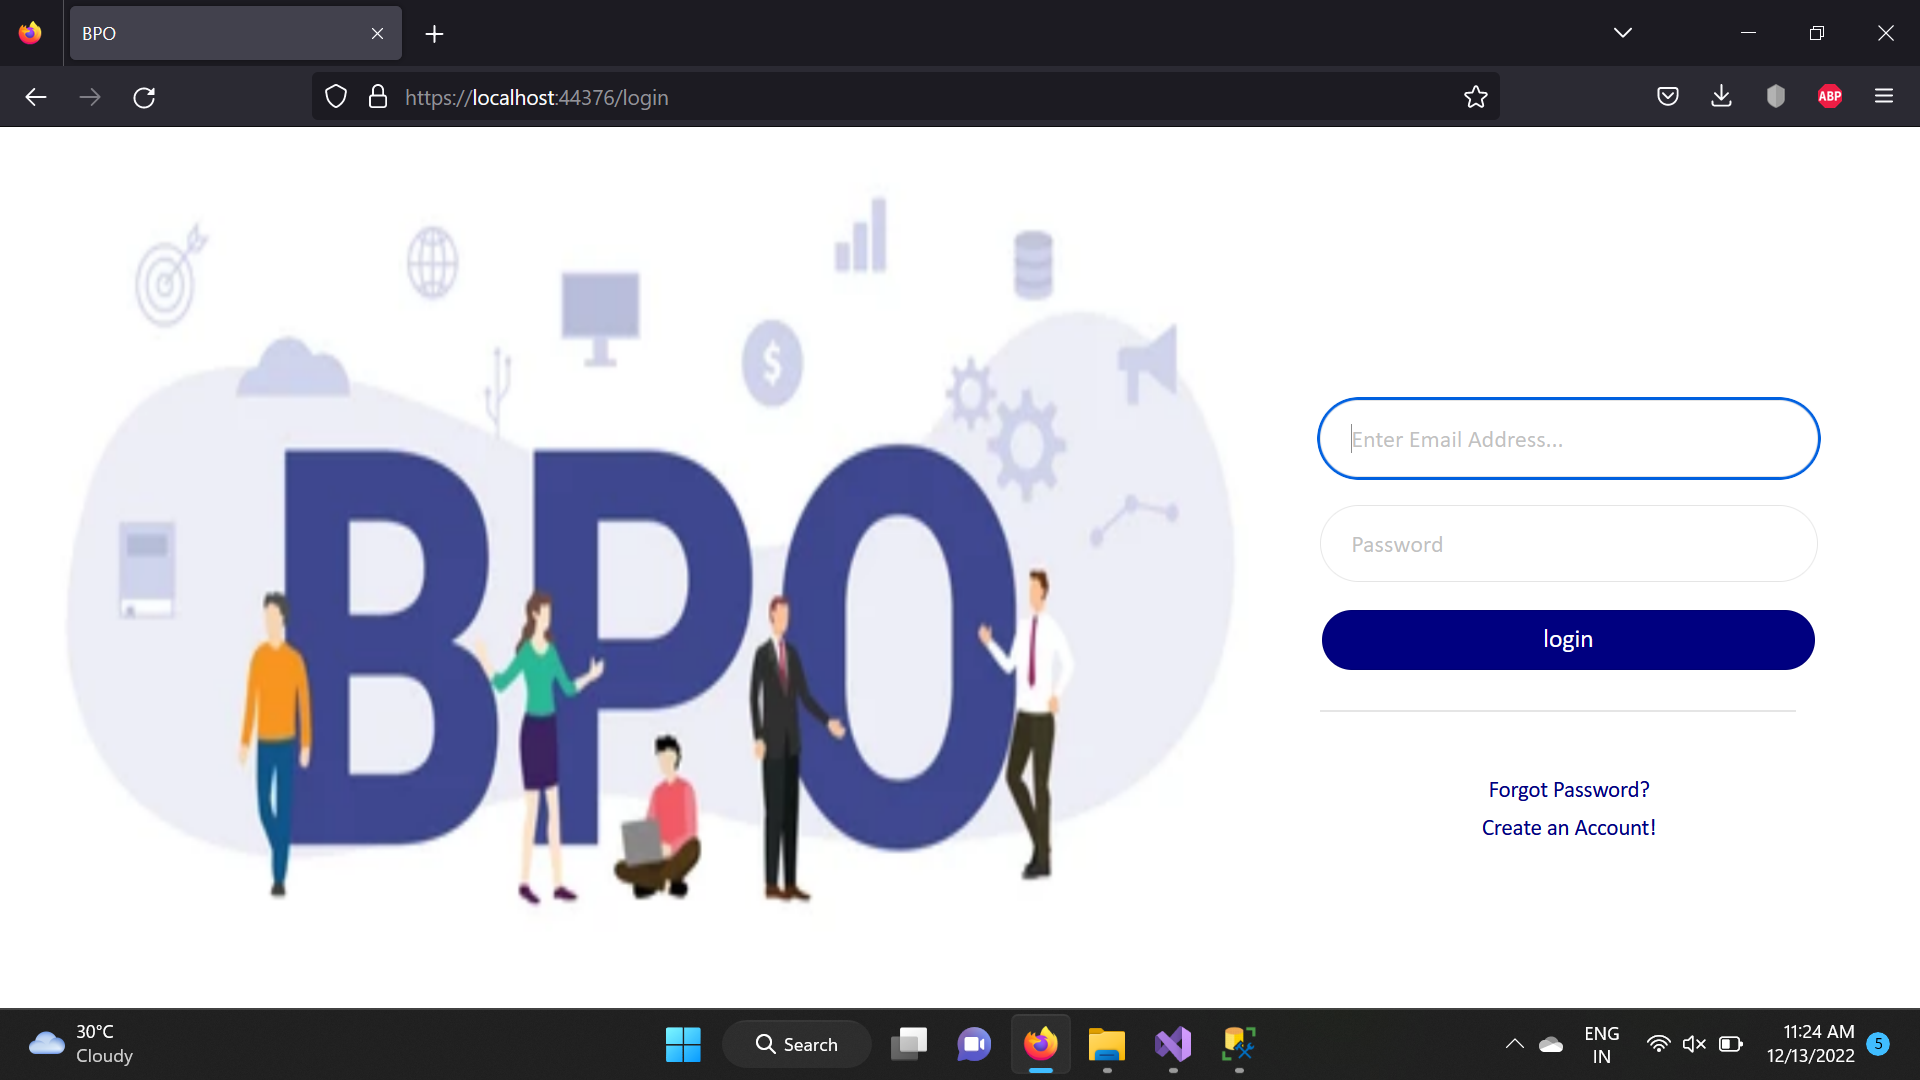 BPO
https://localhost:44376/login
ABP
$
BPO
Enter Email Address...
Password
login
Forgot Password?
Create an Account!
30°C
Cloudy
Search
ENG
IN
11:24 AM
12/13/2022
5